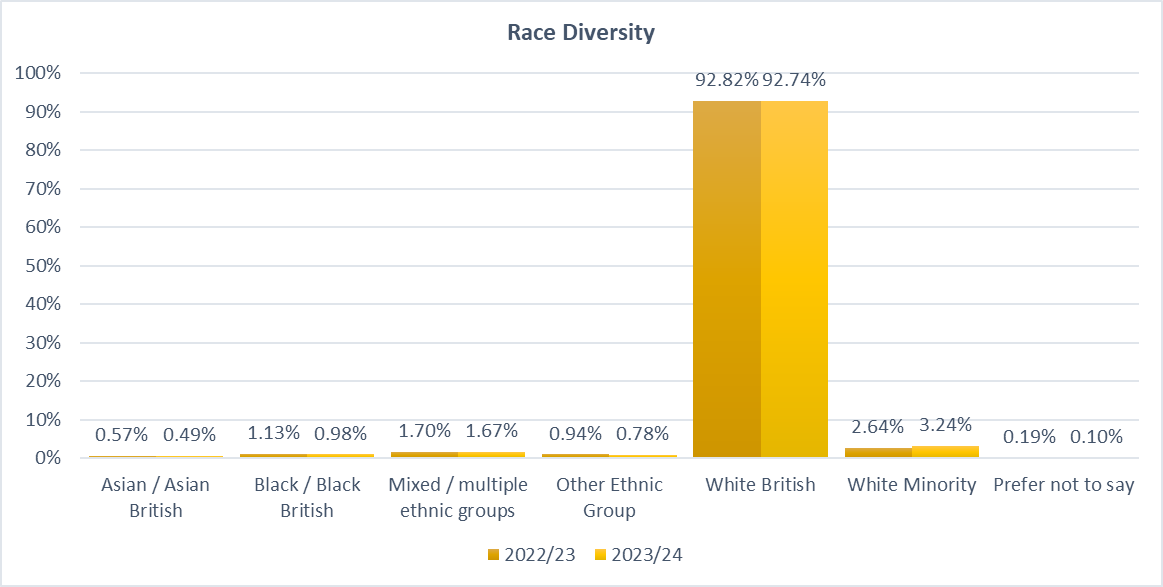 Race Diversity
100%
90%
80%
70%
60%
50%
40%
30%
20%
10%
0%
0.57% 0.49%
1.13% 0.98%
1.70% 1.67%
0.94% 0.78%
92.82% 92.74%
2.64% 3.24%
0.19% 0.10%
Asian / Asian
British
Black / Black
British
Mixed / multiple
ethnic groups
Other Ethnic
Group
White British
White Minority
Prefer not to say
2022/23 2023/24